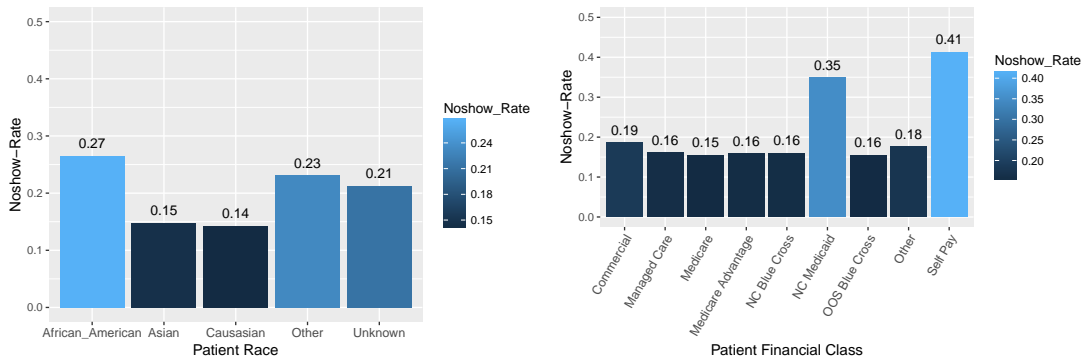 0.5
0.4
0.3
0.2
0.1
0.0
Noshow−Rate
0.27
0.15
0.14
0.23
0.21
African_American
Asian
Causasian
Other
Unknown
Patient Race
Noshow_Rate
0.24
0.21
0.18
0.15
0.5
0.4
0.3
0.2
0.1
0.0
Noshow−Rate
0.19
0.16
0.15
0.16
0.16
0.35
0.16
0.18
0.41
Commercial
Managed Care
Medicare
Medicare Advantage
NC Blue Cross
NC Medicaid
OOS Blue Cross
Other
Self Pay
Patient Financial Class
Noshow_Rate
0.40
0.35
0.30
0.25
0.20